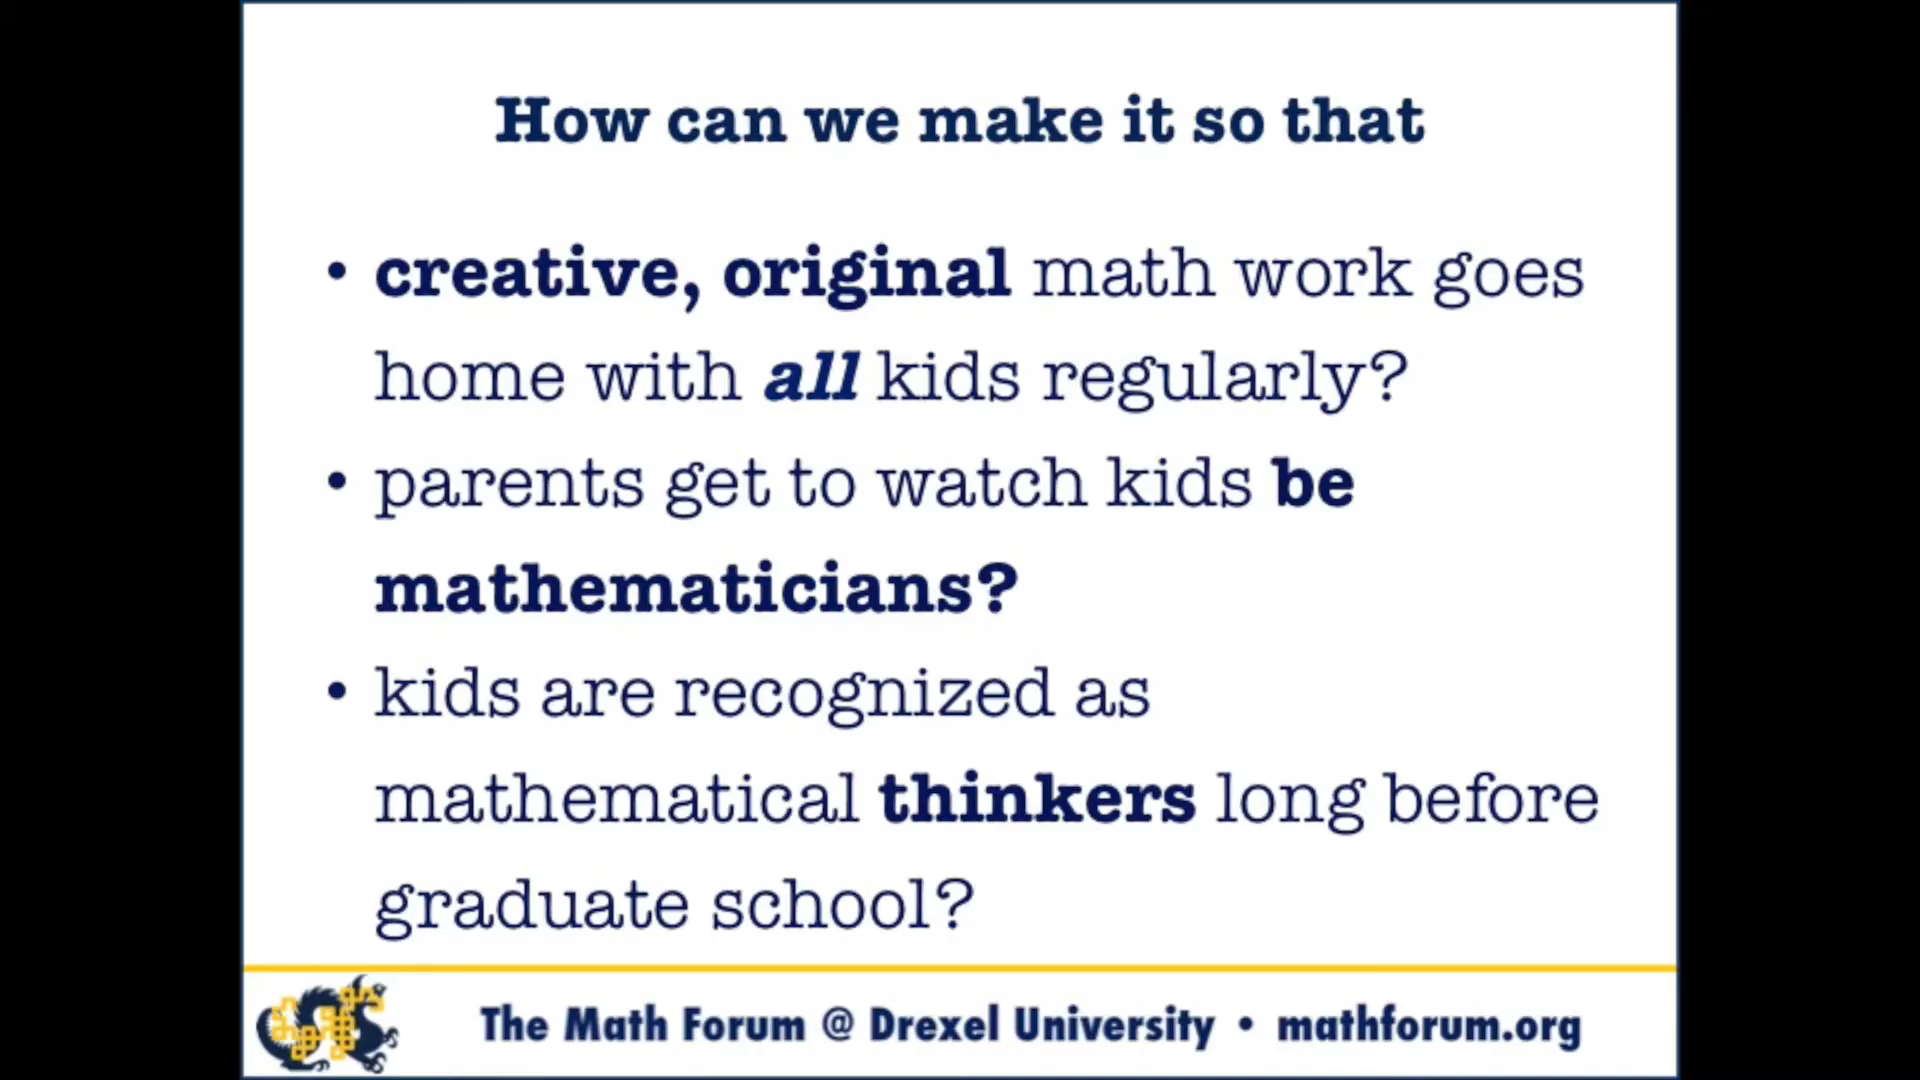 How can we make it so that
• creative, original math work goes
home with all kids regularly?
• parents get to watch kids be
mathematicians?
• kids are recognized as
mathematical thinkers long before
graduate school?
The Math Forum @ Drexel University • mathforum.org